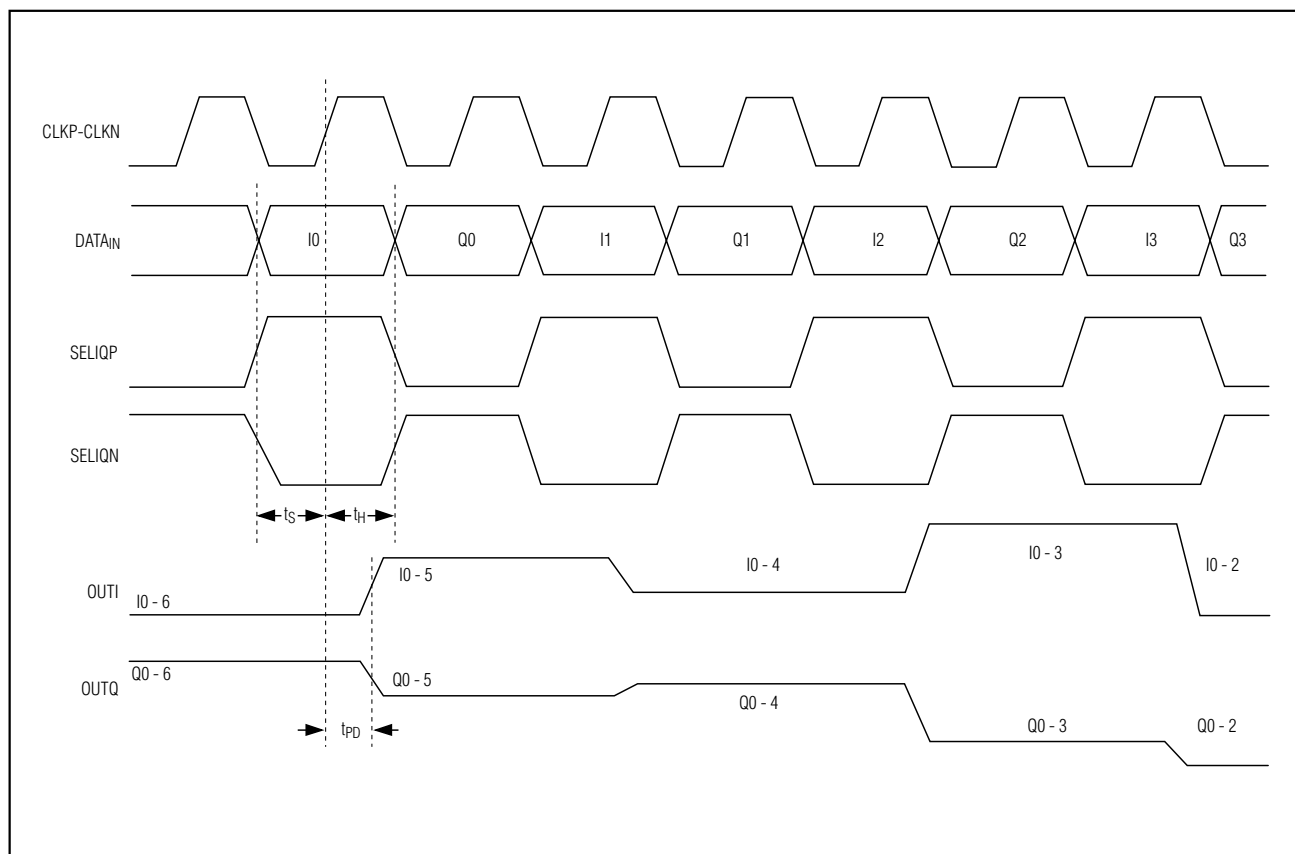 CLKP-CLKN
DATAIN I0 Q0 I1 Q1 I2 Q2 I3 Q3
SELIQP
SELIQN
tS tH
OUTI I0 - 6 I0 - 5 I0 - 4 I0 - 3 I0 - 2
OUTQ Q0 - 6 Q0 - 5 Q0 - 4 Q0 - 3 Q0 - 2
tPD